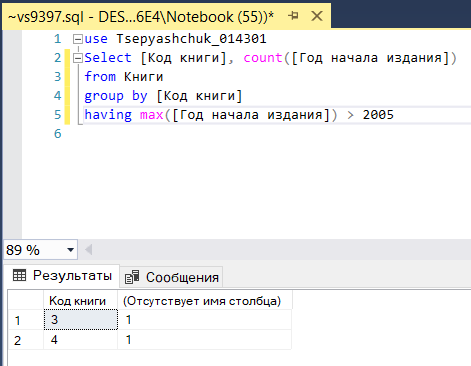 ~vs9397.sql - DES...6E4\Notebook (55))*
1 use Tsepyashchuk_014301
2 Select [Код книги], count([Год начала издания])
3 from Книги
4 group by [Код книги]
5 having max([Год начала издания]) > 2005
6
89 %
Результаты Сообщения
Код книги (Отсутствует имя столбца)
1 3 1
2 4 1